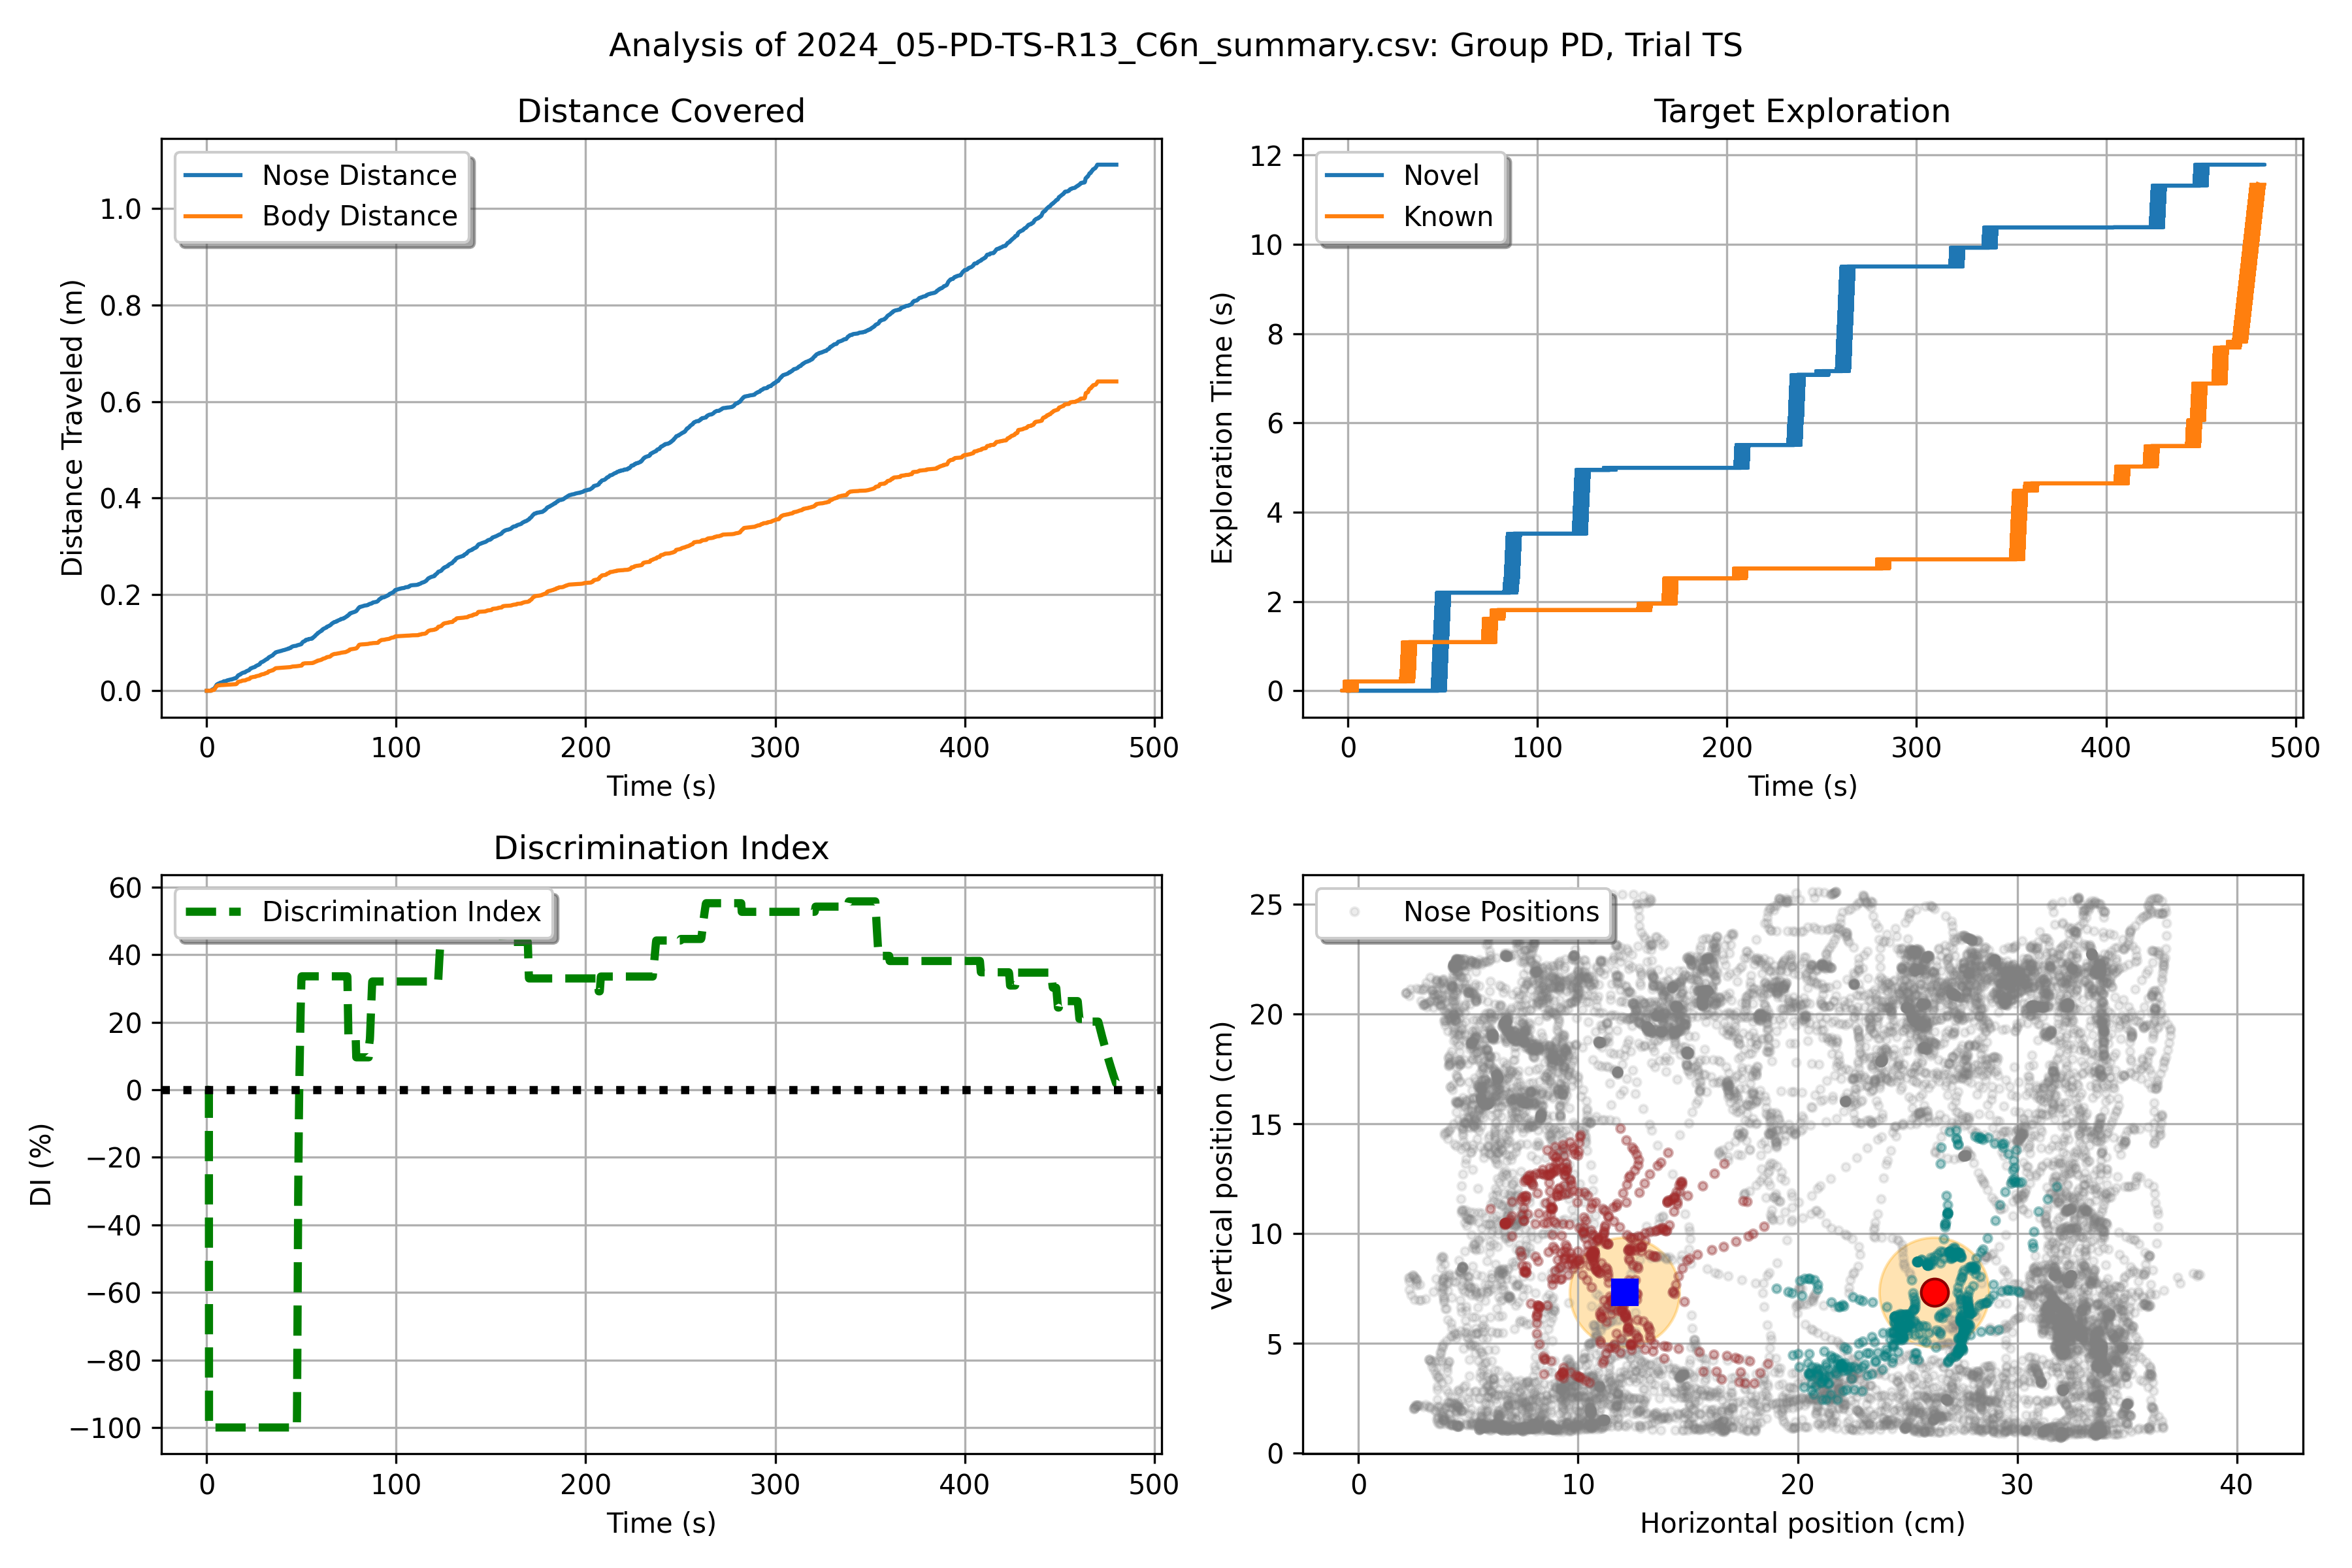 Analysis of 2024_05-PD-TS-R13_C6n_summary.csv: Group PD, Trial TS
Distance Covered
Nose Distance
Body Distance
Distance Traveled (m)
1.0
0.8
0.6
0.4
0.2
0.0
0 100 200 300 400 500
Time (s)
Target Exploration
Novel
Known
Exploration Time (s)
12
10
8
6
4
2
0
0 100 200 300 400 500
Time (s)
Discrimination Index
Discrimination Index
DI (%)
60
40
20
0
−20
−40
−60
−80
−100
0 100 200 300 400 500
Time (s)
Nose Positions
Vertical position (cm)
25
20
15
10
5
0
0 10 20 30 40
Horizontal position (cm)